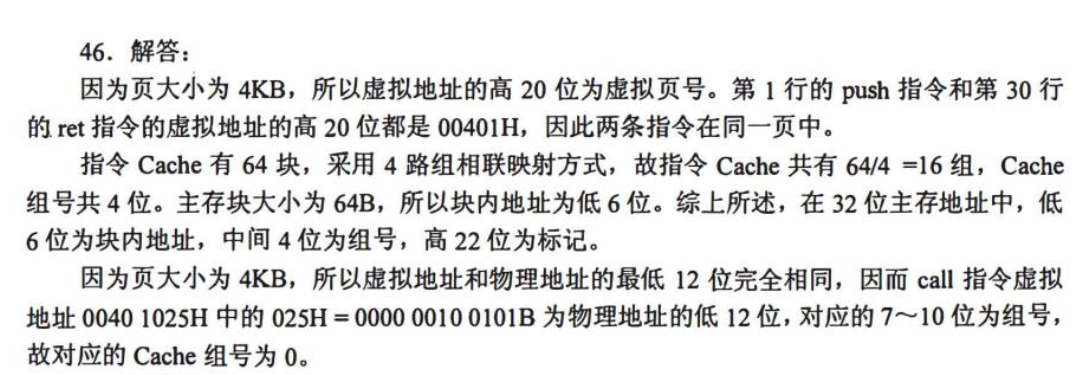 46．解答：
因为页大小为 4KB，所以虚拟地址的高 20 位为虚拟页号。第 1 行的 push 指令和第 30 行
的 ret 指令的虚拟地址的高 20 位都是 00401H，因此两条指令在同一页中。
指令 Cache 有 64 块，采用 4 路组相联映射方式，故指令 Cache 共有 64/4 =16 组，Cache
组号共 4 位。主存块大小为 64B，所以块内地址为低 6 位。综上所述，在 32 位主存地址中，低
6 位为块内地址，中间 4 位为组号，高 22 位为标记。
因为页大小为 4KB，所以虚拟地址和物理地址的最低 12 位完全相同，因而 call 指令虚拟
地址 0040 1025H 中的 025H = 0000 0010 0101B 为物理地址的低 12 位，对应的 7～10 位为组号，
故对应的 Cache 组号为 0。